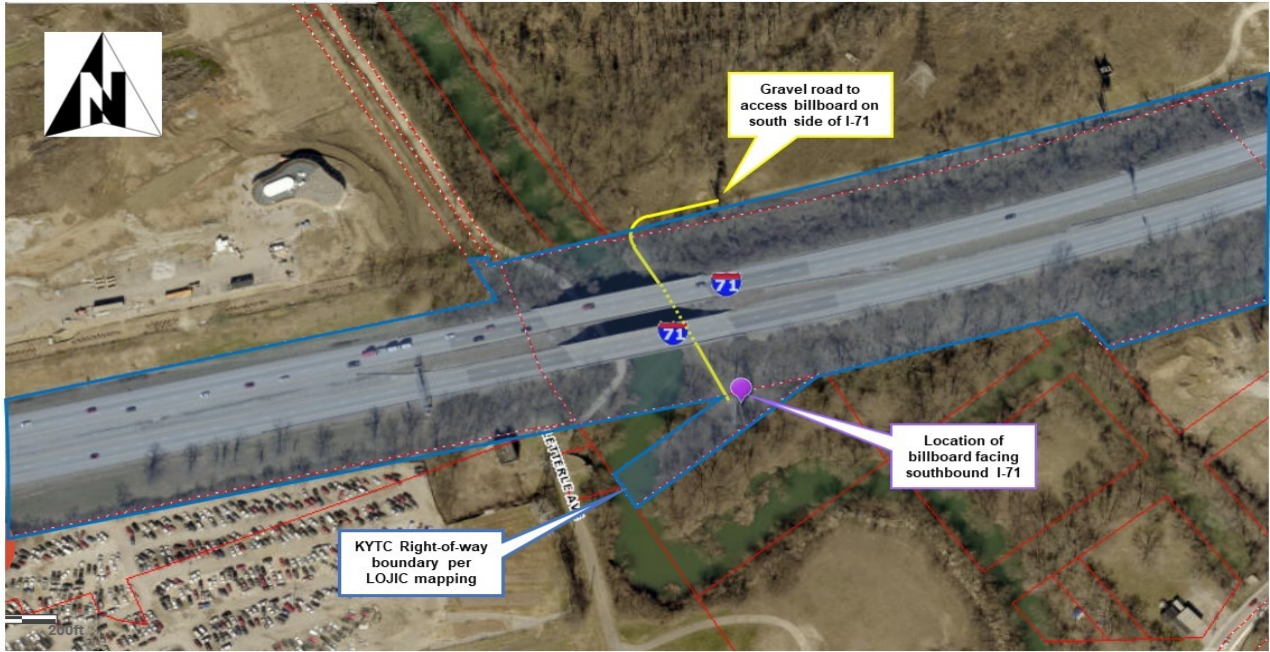 N
Gravel road to
access billboard on
south side of I-71
71
71
Location of
billboard facing
southbound I-71
KYTC Right-of-way
boundary per
LOJIC mapping
200ft